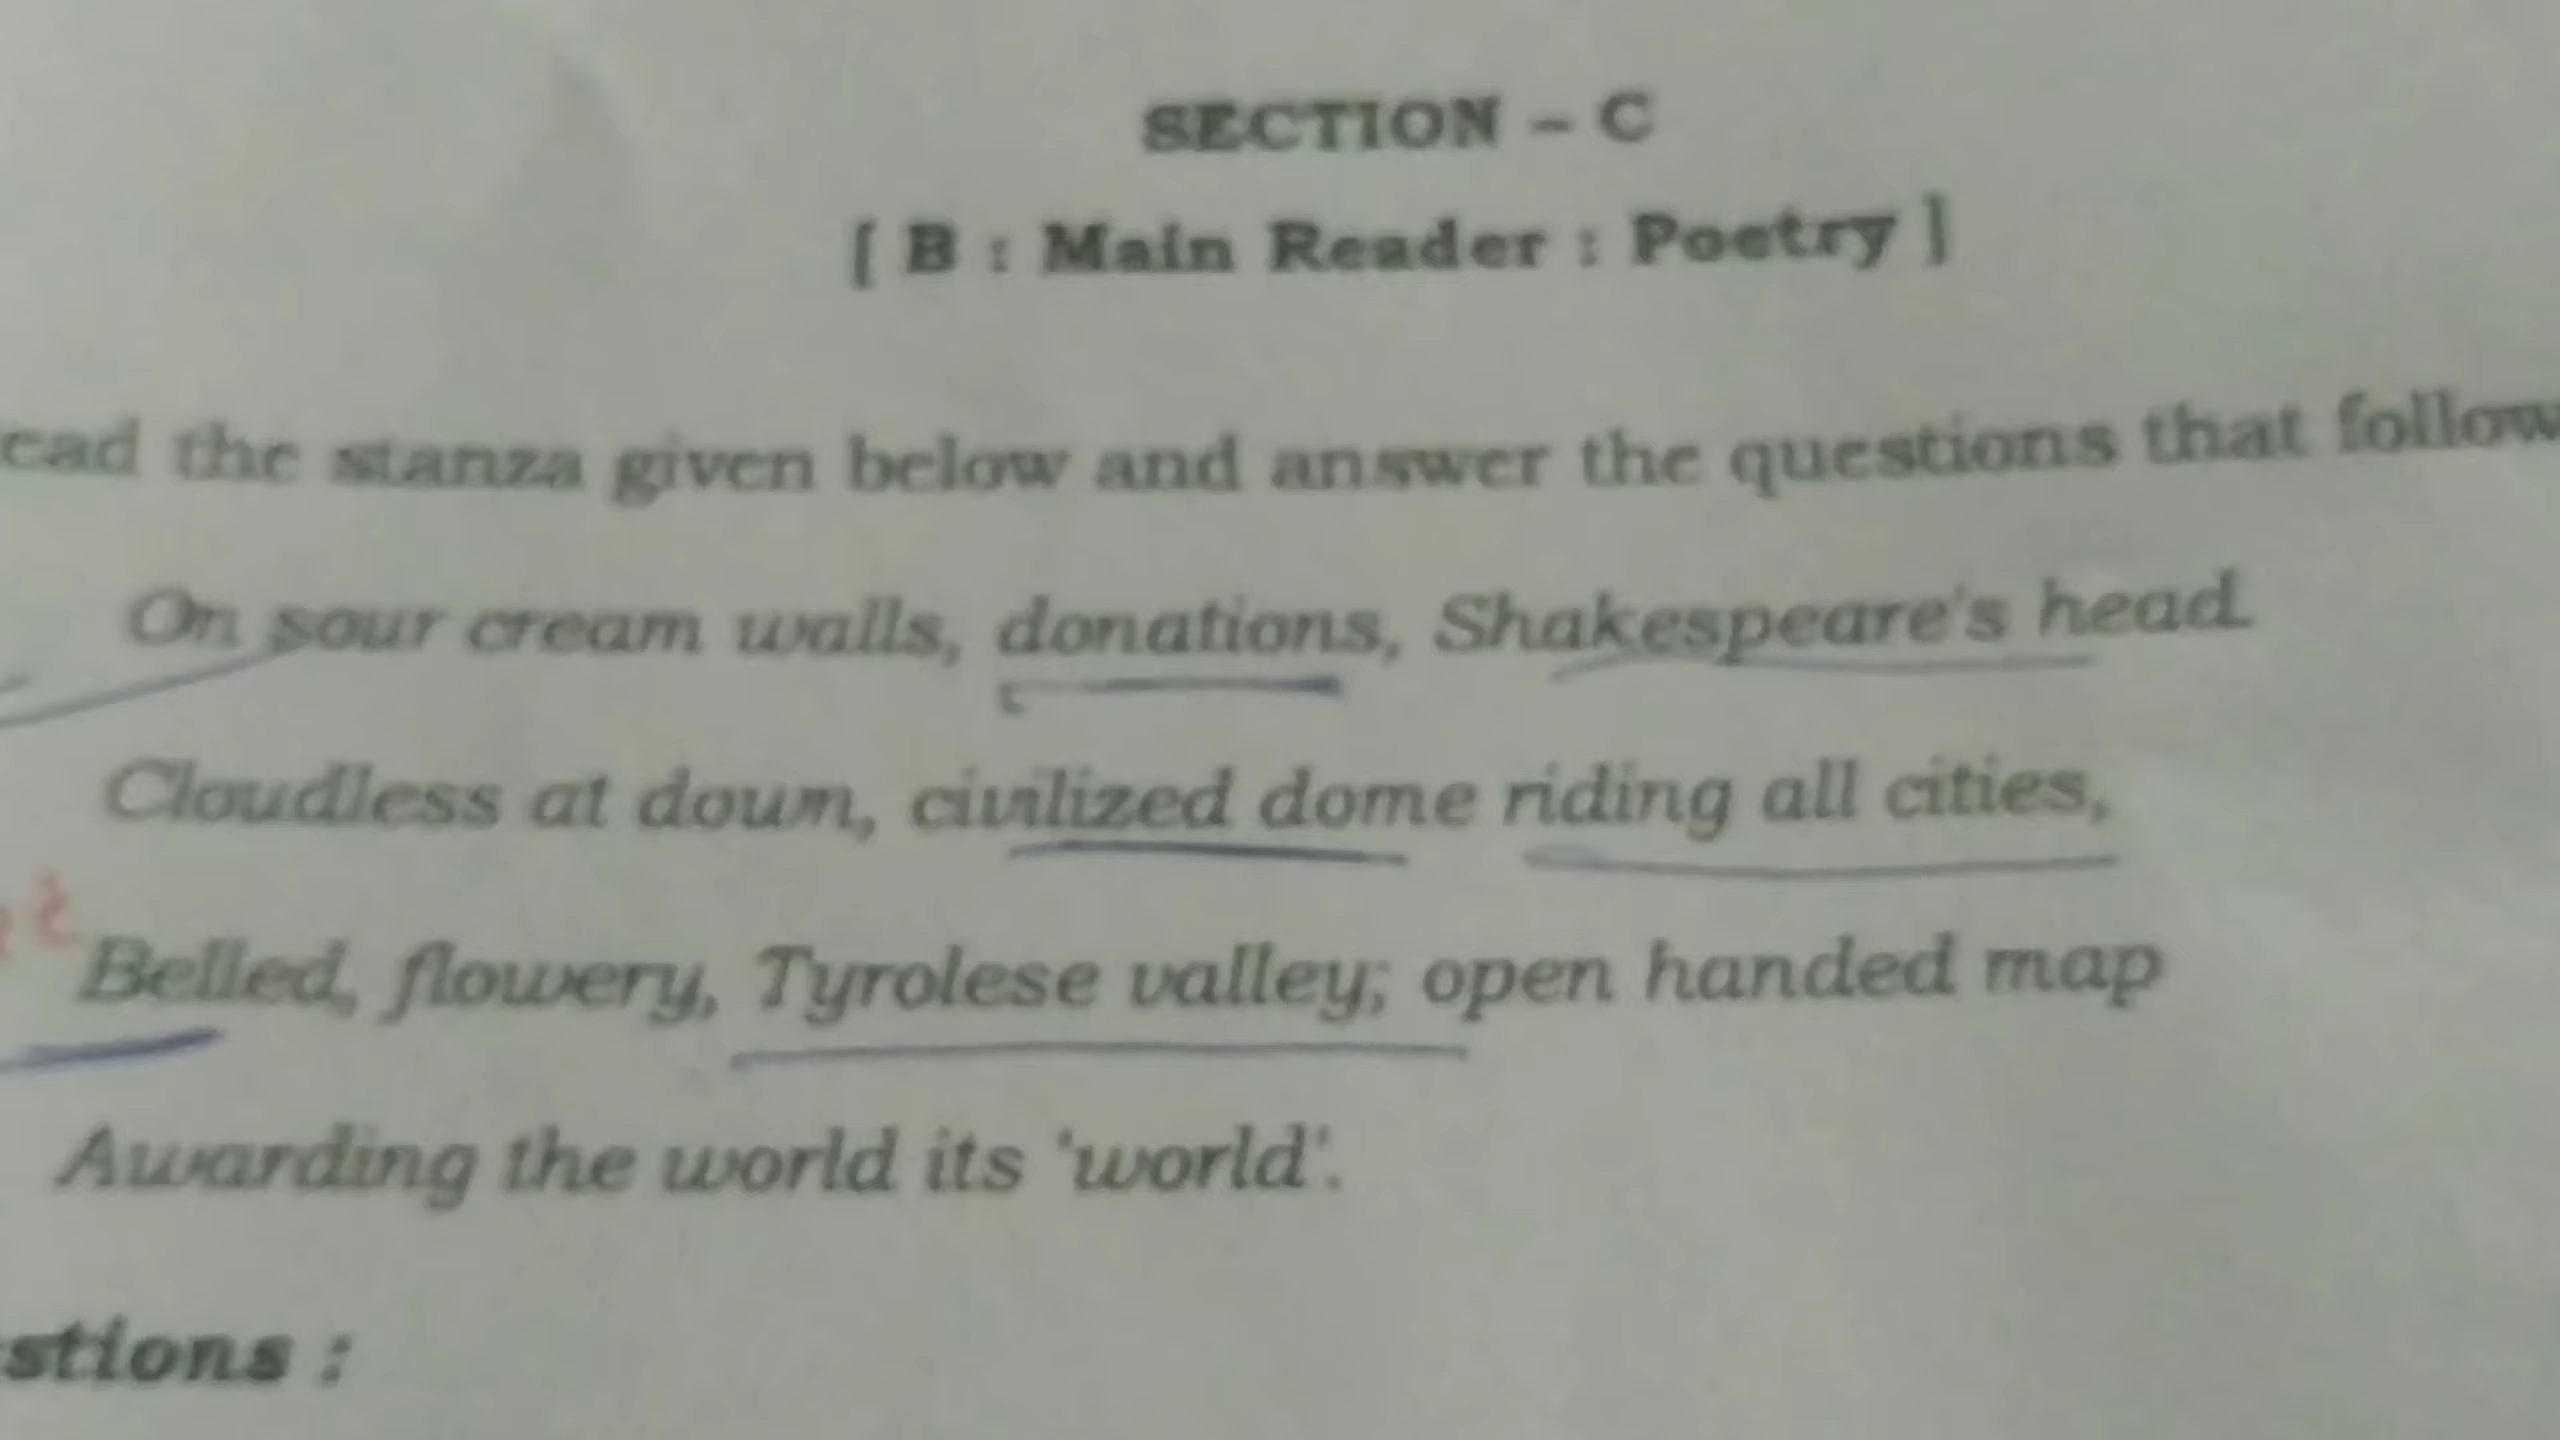 SECTION – C
[ B : Main Reader : Poetry ]
ead the stanza given below and answer the questions that follow
On sour cream walls, donations, Shakespeare's head.
Cloudless at down, civilized dome riding all cities,
Belled, flowery, Tyrolese valley; open handed map
Awarding the world its 'world'.
stions :